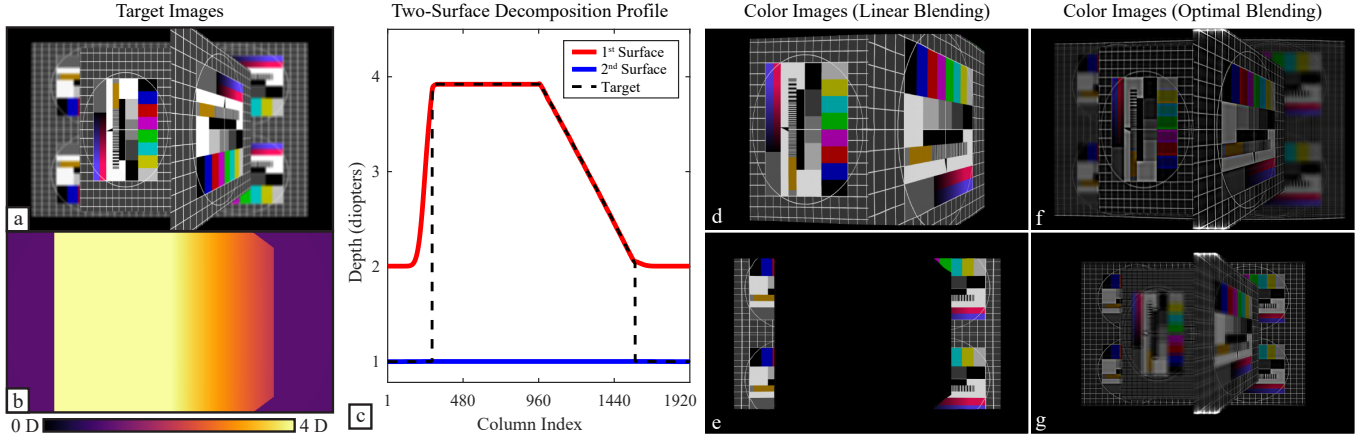 Target Images
Two-Surface Decomposition Profile
Color Images (Linear Blending)
Color Images (Optimal Blending)
a
b
0 D
4 D
Depth (diopters)
4
3
2
1
1st Surface
2nd Surface
Target
1
480
960
1440
1920
c
Column Index
d
e
f
g